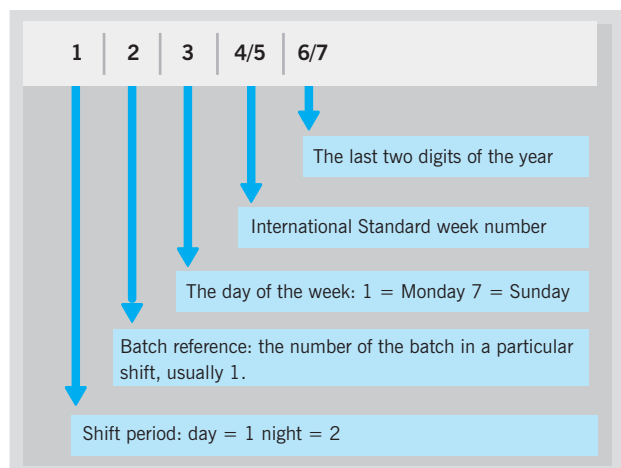 1 2 3 4/5 6/7
The last two digits of the year
International Standard week number
The day of the week: 1 = Monday 7 = Sunday
Batch reference: the number of the batch in a particular
shift, usually 1.
Shift period: day = 1 night = 2